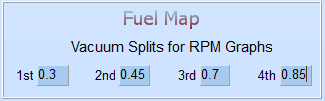 Fuel Map
Vacuum Splits for RPM Graphs
1st 0.3 2nd 0.45 3rd 0.7 4th 0.85